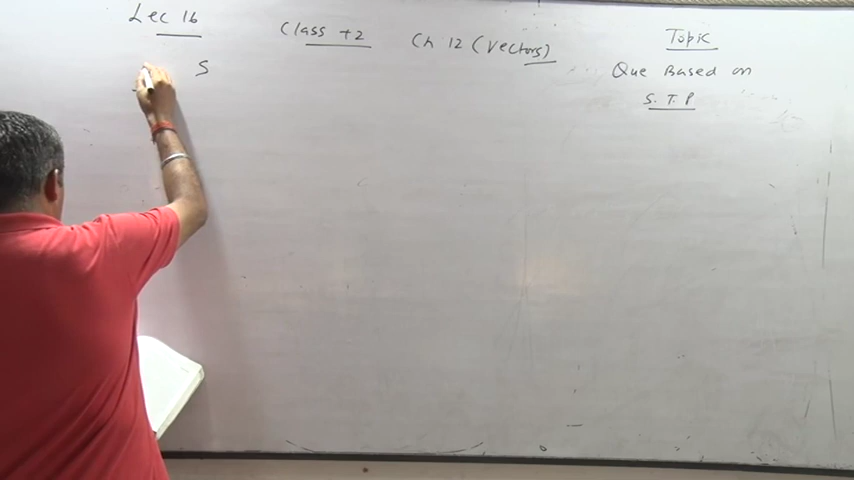 Lec 16
Class +2
Ch 12 (Vectors)
Topic
Que Based on
S. T. P
S